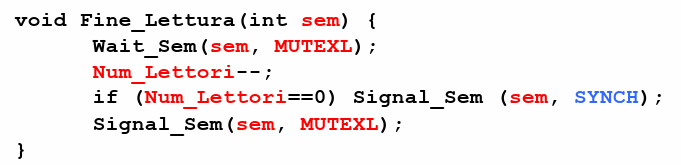 void Fine_Lettura(int sem) {
Wait_Sem(sem, MUTEXL);
Num_Lettori--;
if (Num_Lettori==0) Signal_Sem (sem, SYNCH);
Signal_Sem(sem, MUTEXL);
}